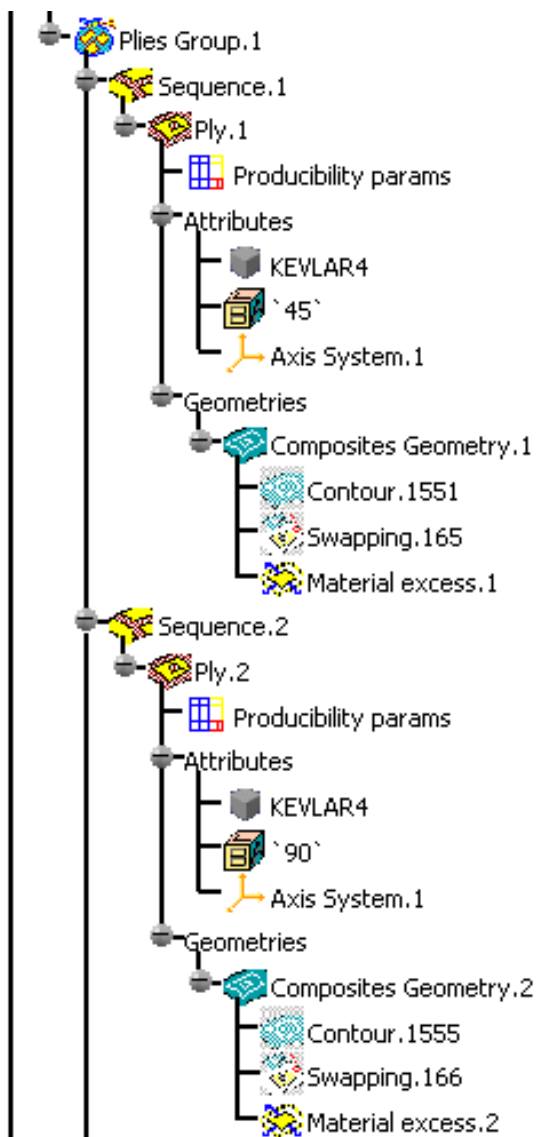 Plies Group.1
Sequence.1
Ply.1
Producibility params
Attributes
KEVLAR4
`45`
Axis System.1
Geometries
Composites Geometry.1
Contour.1551
Swapping.165
Material excess.1
Sequence.2
Ply.2
Producibility params
Attributes
KEVLAR4
`90`
Axis System.1
Geometries
Composites Geometry.2
Contour.1555
Swapping.166
Material excess.2